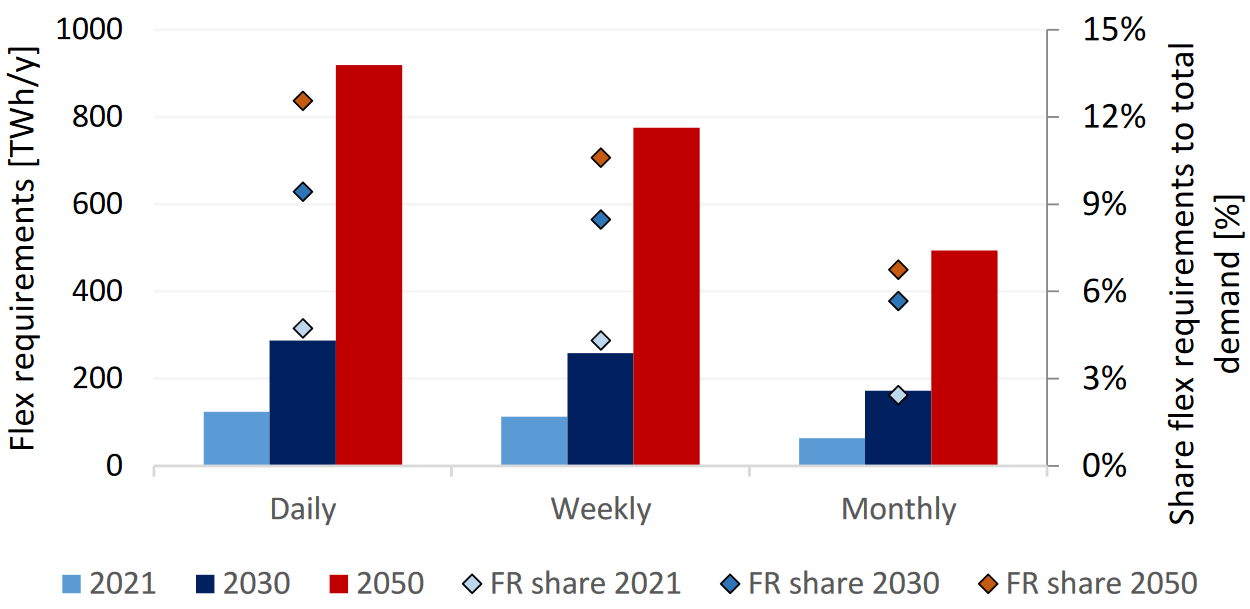 Flex requirements [TWh/y]
1000
800
600
400
200
0
15%
12%
9%
6%
3%
0%
Share flex requirements to total
demand [%]
Daily Weekly Monthly
2021 2030 2050 FR share 2021 FR share 2030 FR share 2050